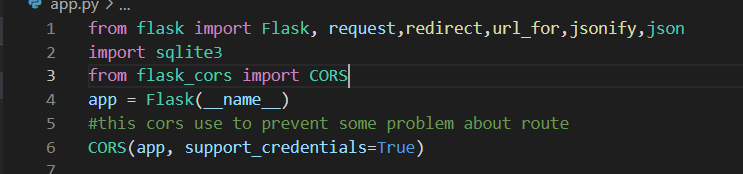 app.py > ...
1 from flask import Flask, request,redirect,url_for,jsonify,json
2 import sqlite3
3 from flask_cors import CORS
4 app = Flask(__name__)
5 #this cors use to prevent some problem about route
6 CORS(app, support_credentials=True)
7